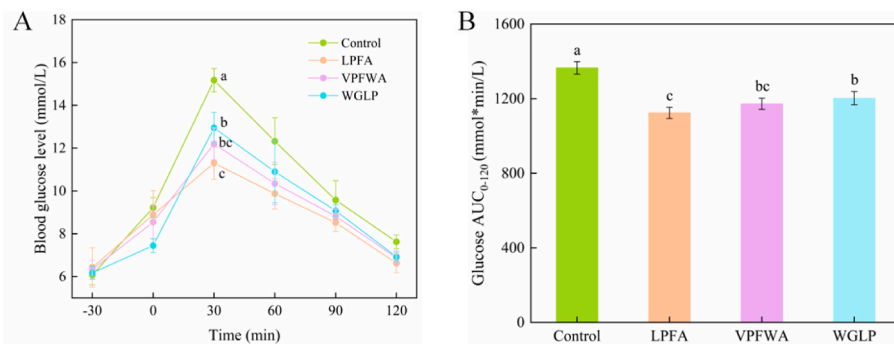 A
Blood glucose level (mmol/L)
18
16
14
12
10
8
6
-30
0
30
60
90
120
Time (min)
Control
LPFA
VPFWA
WGLP
a
b
bc
c
B
Glucose AUC0-120 (mmol*min/L)
1600
1200
800
400
0
a
c
bc
b
Control
LPFA
VPFWA
WGLP